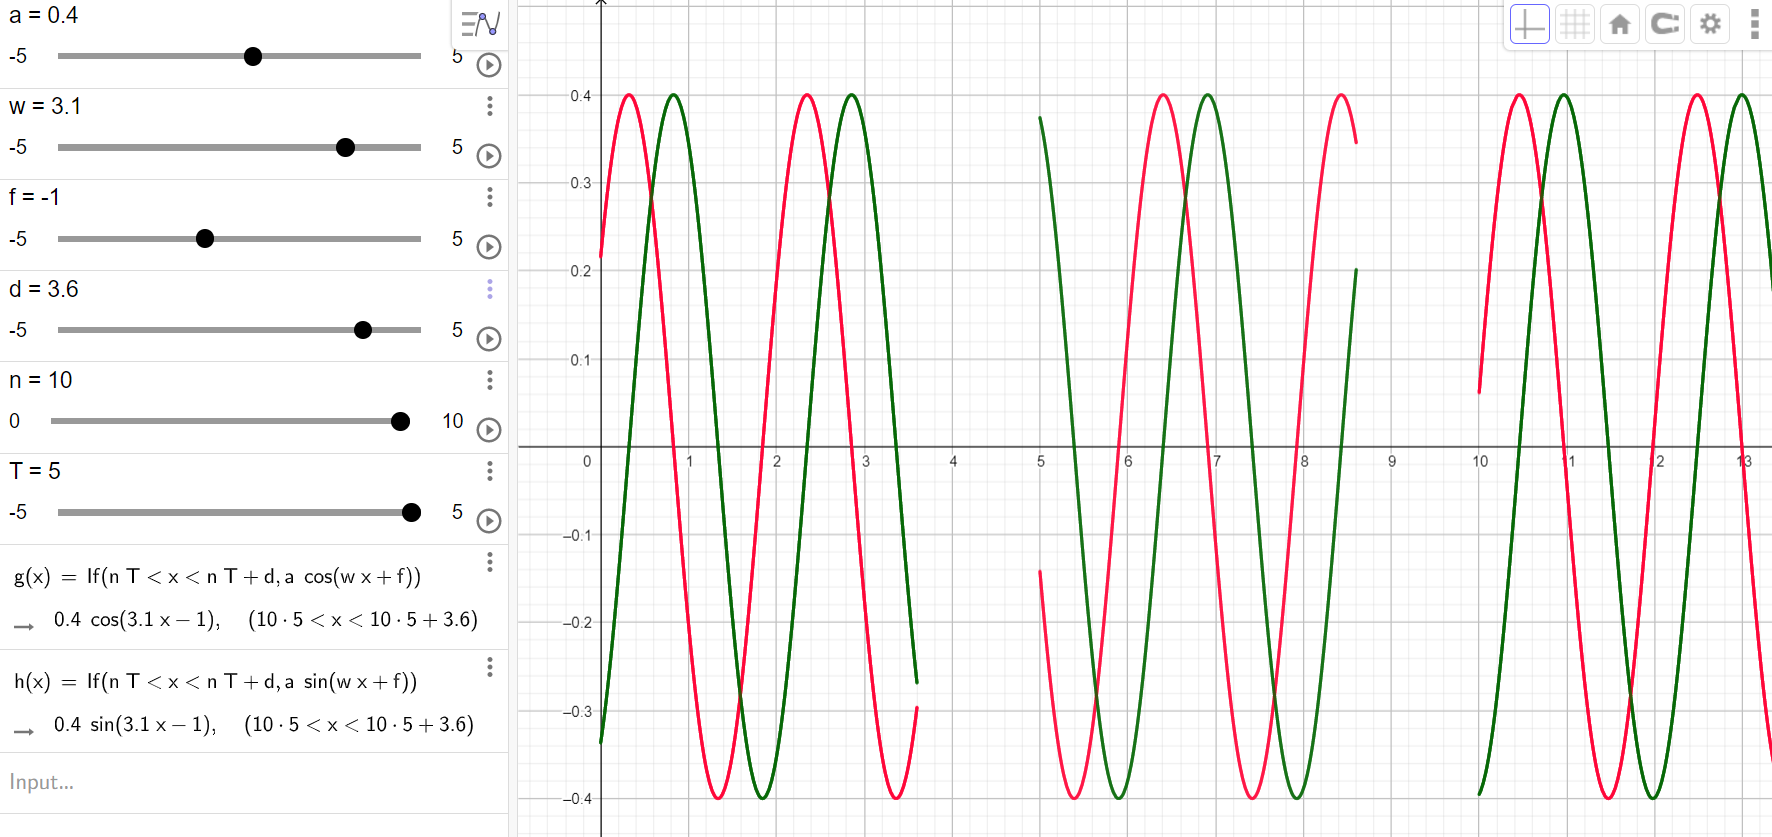 a = 0.4
-5 5
w = 3.1
-5 5
f = -1
-5 5
d = 3.6
-5 5
n = 10
0 10
T = 5
-5 5
g(x) = If(n T < x < n T + d, a cos(w x + f))
→ 0.4 cos(3.1 x − 1), (10 · 5 < x < 10 · 5 + 3.6)
h(x) = If(n T < x < n T + d, a sin(w x + f))
→ 0.4 sin(3.1 x − 1), (10 · 5 < x < 10 · 5 + 3.6)
Input...
0.4
0.3
0.2
0.1
0 1 2 3 4 5 6 7 8 9 10 11 12 13
–0.1
–0.2
–0.3
–0.4